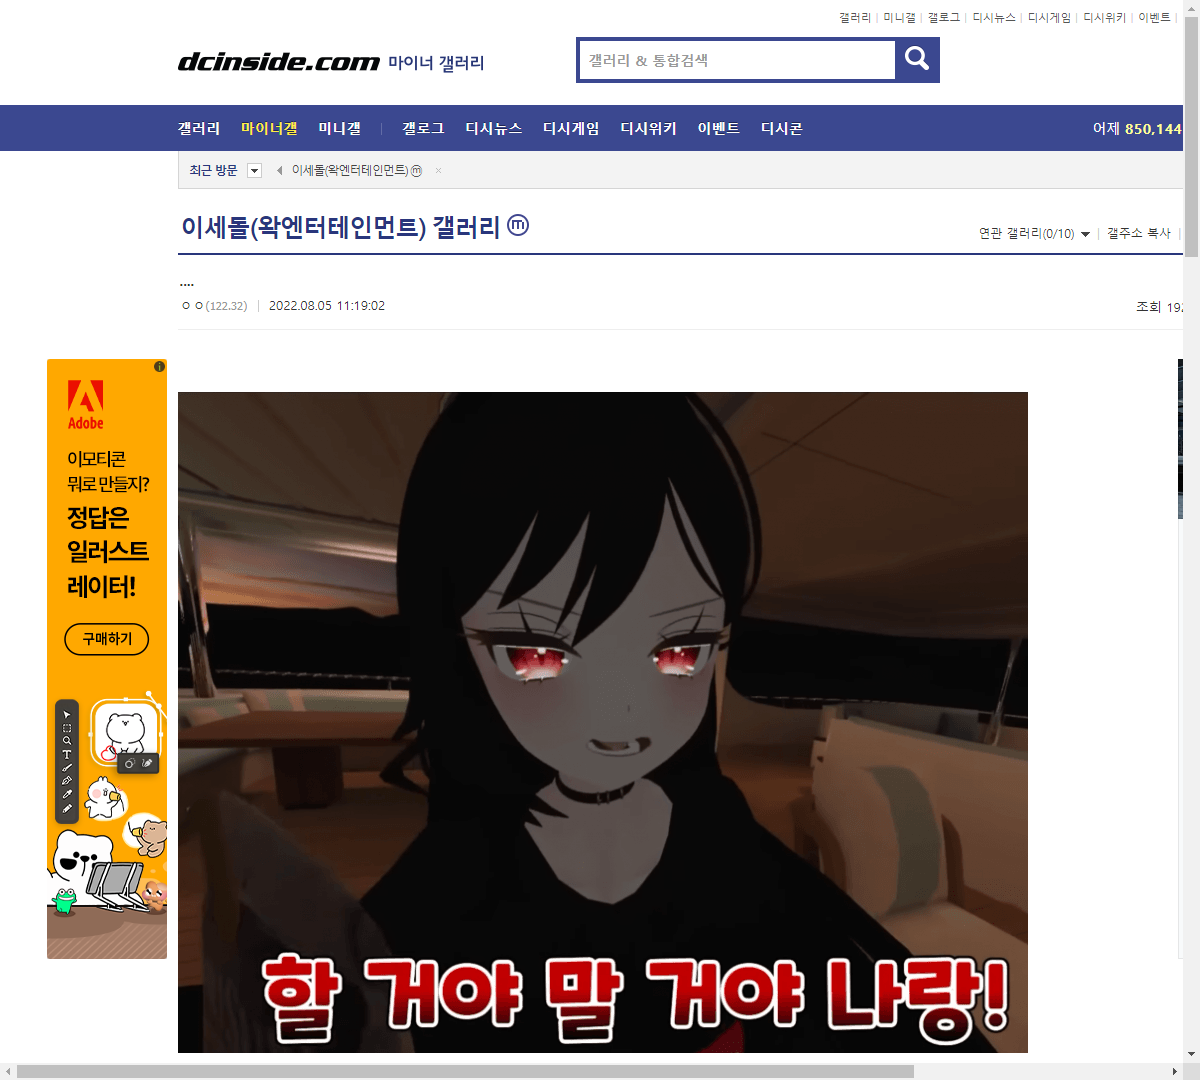 갤러리 미니갤 갤로그 디시뉴스 디시게임 디시위키 이벤트
dcinside.com 마이너 갤러리
갤러리 & 통합검색
갤러리 마이너갤 미니갤 갤로그 디시뉴스 디시게임 디시위키 이벤트 디시콘
어제 850,144
최근 방문 이세돌(왁엔터테인먼트) ⓜ ×
이세돌(왁엔터테인먼트) 갤러리 ⓜ
연관 갤러리(0/10) 갤주소 복사
....
ㅇㅇ(122.32) 2022.08.05 11:19:02
조회 192
Adobe
이모티콘
뭐로 만들지?
정답은
일러스트
레이터!
구매하기
할 거야 말 거야 나랑!